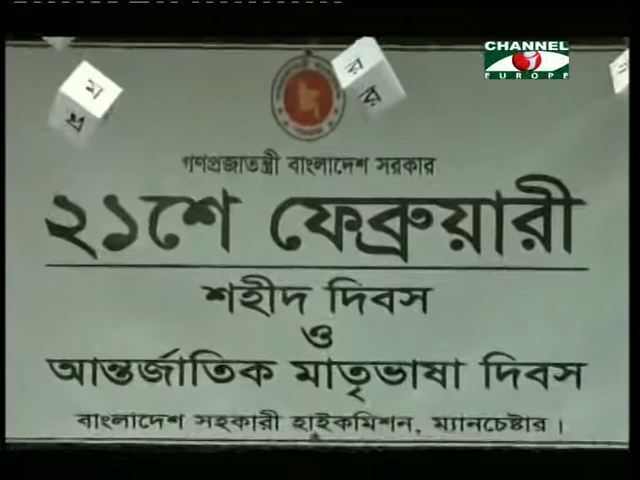 CHANNEL
i
EUROPE
মা
প্র
র
র
গণপ্রজাতন্ত্রী বাংলাদেশ সরকার
২১শে ফেব্রুয়ারী
শহীদ দিবস
ও
আন্তর্জাতিক মাতৃভাষা দিবস
বাংলাদেশ সহকারী হাইকমিশন, ম্যানচেষ্টার।